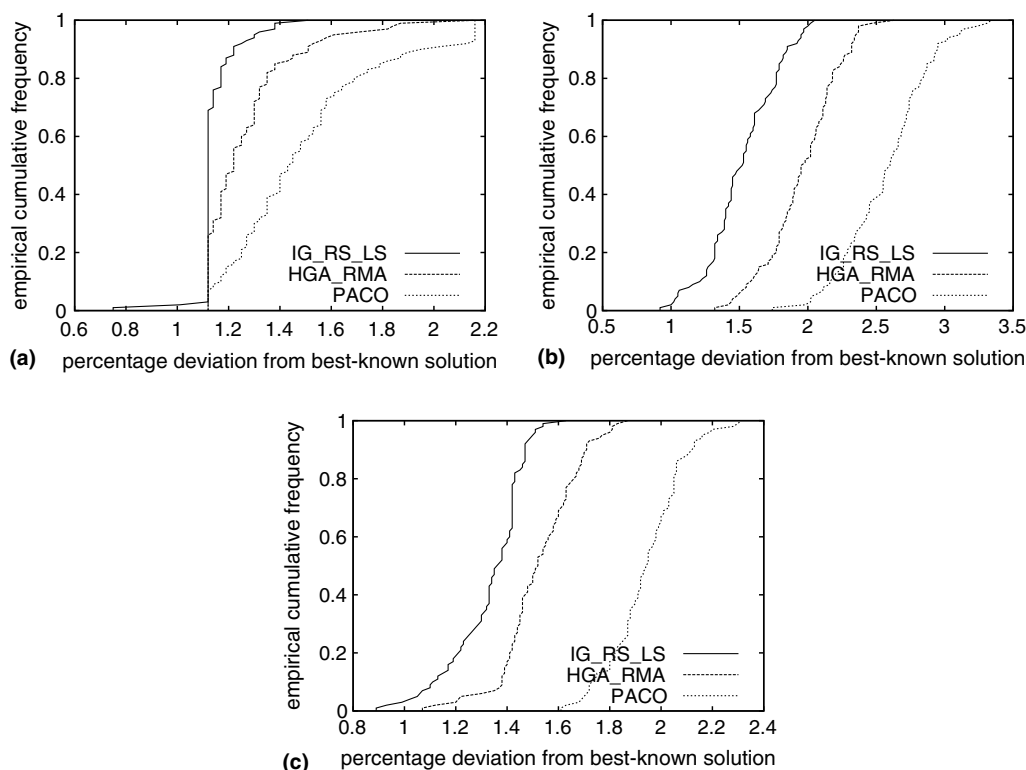 1
0.8
0.6
0.4
0.2
0
empirical cumulative frequency
IG_RS_LS
HGA_RMA
PACO
0.6 0.8 1 1.2 1.4 1.6 1.8 2 2.2
(a) percentage deviation from best-known solution
1
0.8
0.6
0.4
0.2
0
empirical cumulative frequency
IG_RS_LS
HGA_RMA
PACO
0.5 1 1.5 2 2.5 3 3.5
(b) percentage deviation from best-known solution
1
0.8
0.6
0.4
0.2
0
empirical cumulative frequency
IG_RS_LS
HGA_RMA
PACO
0.8 1 1.2 1.4 1.6 1.8 2 2.2 2.4
(c) percentage deviation from best-known solution